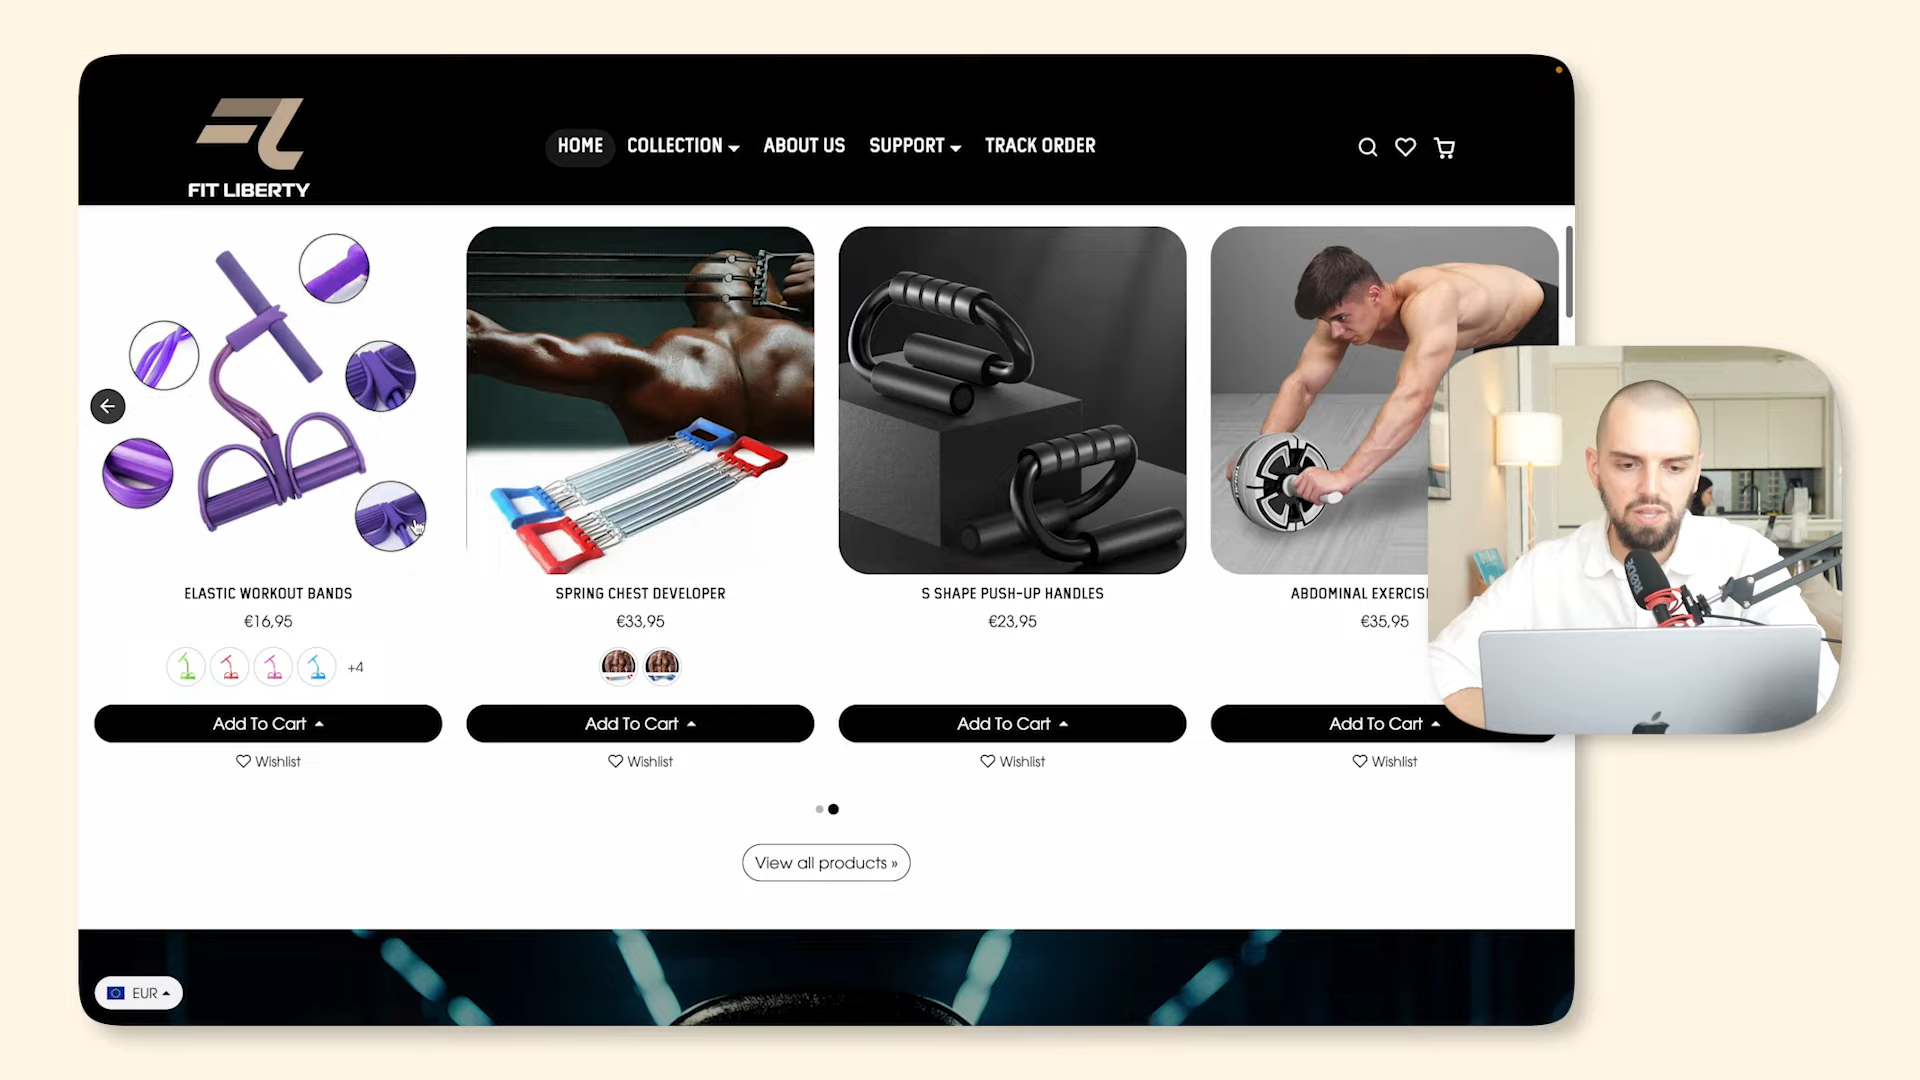 FIT LIBERTY
HOME COLLECTION ABOUT US SUPPORT TRACK ORDER
ELASTIC WORKOUT BANDS
€16,95
+4
Add To Cart
Wishlist
SPRING CHEST DEVELOPER
€33,95
Add To Cart
Wishlist
S SHAPE PUSH-UP HANDLES
€23,95
Add To Cart
Wishlist
ABDOMINAL
€35,95
Add To Cart
Wishlist
View all products »
EUR
RØDE